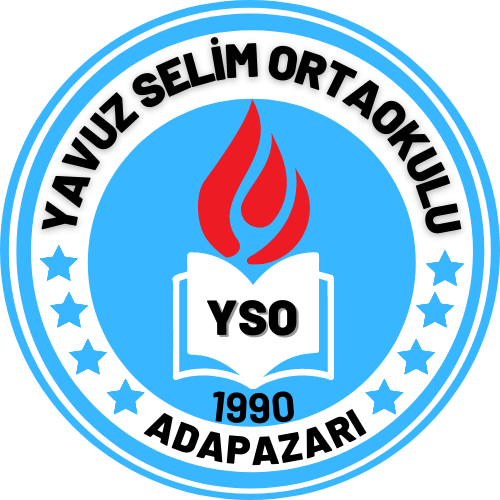 YAVUZ SELİM ORTAOKULU
YSO
1990
ADAPAZARI